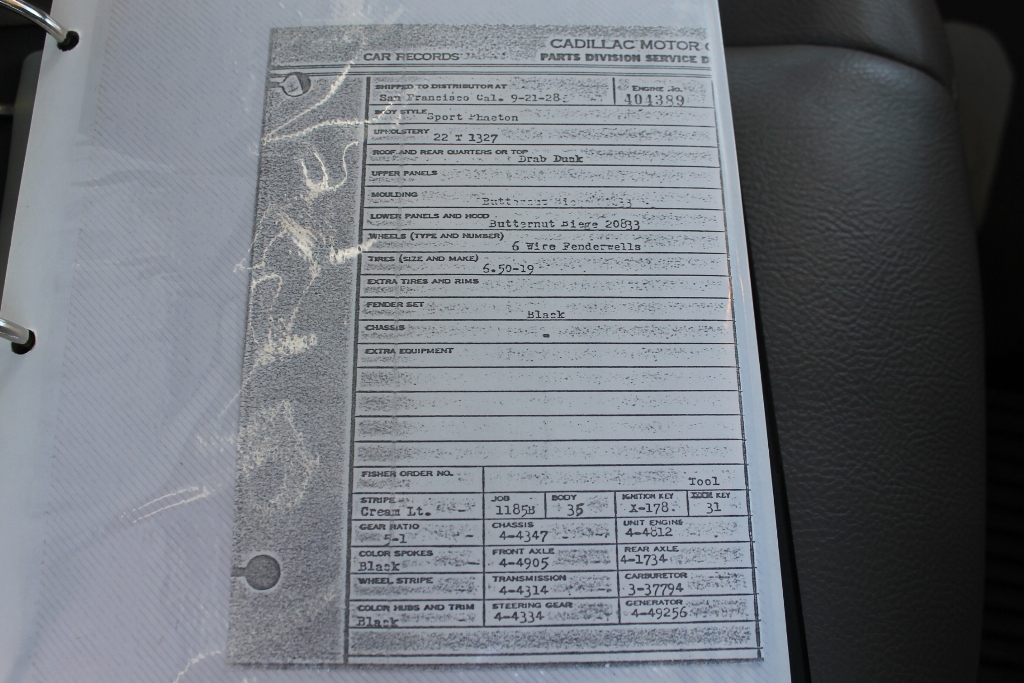 CADILLAC MOTOR
CAR RECORDS PARTS DIVISION SERVICE D
SHIPPED TO DISTRIBUTOR AT ENGINE No.
San Francisco Cal. 9-21-28. 404389
BODY STYLE Sport Phaeton
UPHOLSTERY 22 T 1327
ROOF AND REAR QUARTERS OR TOP Drab Dunk
UPPER PANELS
MOULDING Butternut
LOWER PANELS AND HOOD Butternut Biege 20833
WHEELS (TYPE AND NUMBER) 6 Wire Fenderwells
TIRES (SIZE AND MAKE) 6.50-19
EXTRA TIRES AND RIMS
FENDER SET Black
CHASSIS
EXTRA EQUIPMENT
FISHER ORDER NO. Tool
STRIPE JOB BODY IGNITION KEY KEY
Cream Lt. 1185B 35 X-178. 31
GEAR RATIO CHASSIS UNIT ENGINE
5-1 4-4347 4-4812
COLOR SPOKES FRONT AXLE REAR AXLE
Black 4-4905 4-1734
WHEEL STRIPE TRANSMISSION CARBURETOR
4-4314 3-37794
COLOR HUBS AND TRIM STEERING GEAR GENERATOR
Black 4-4334 4-49256